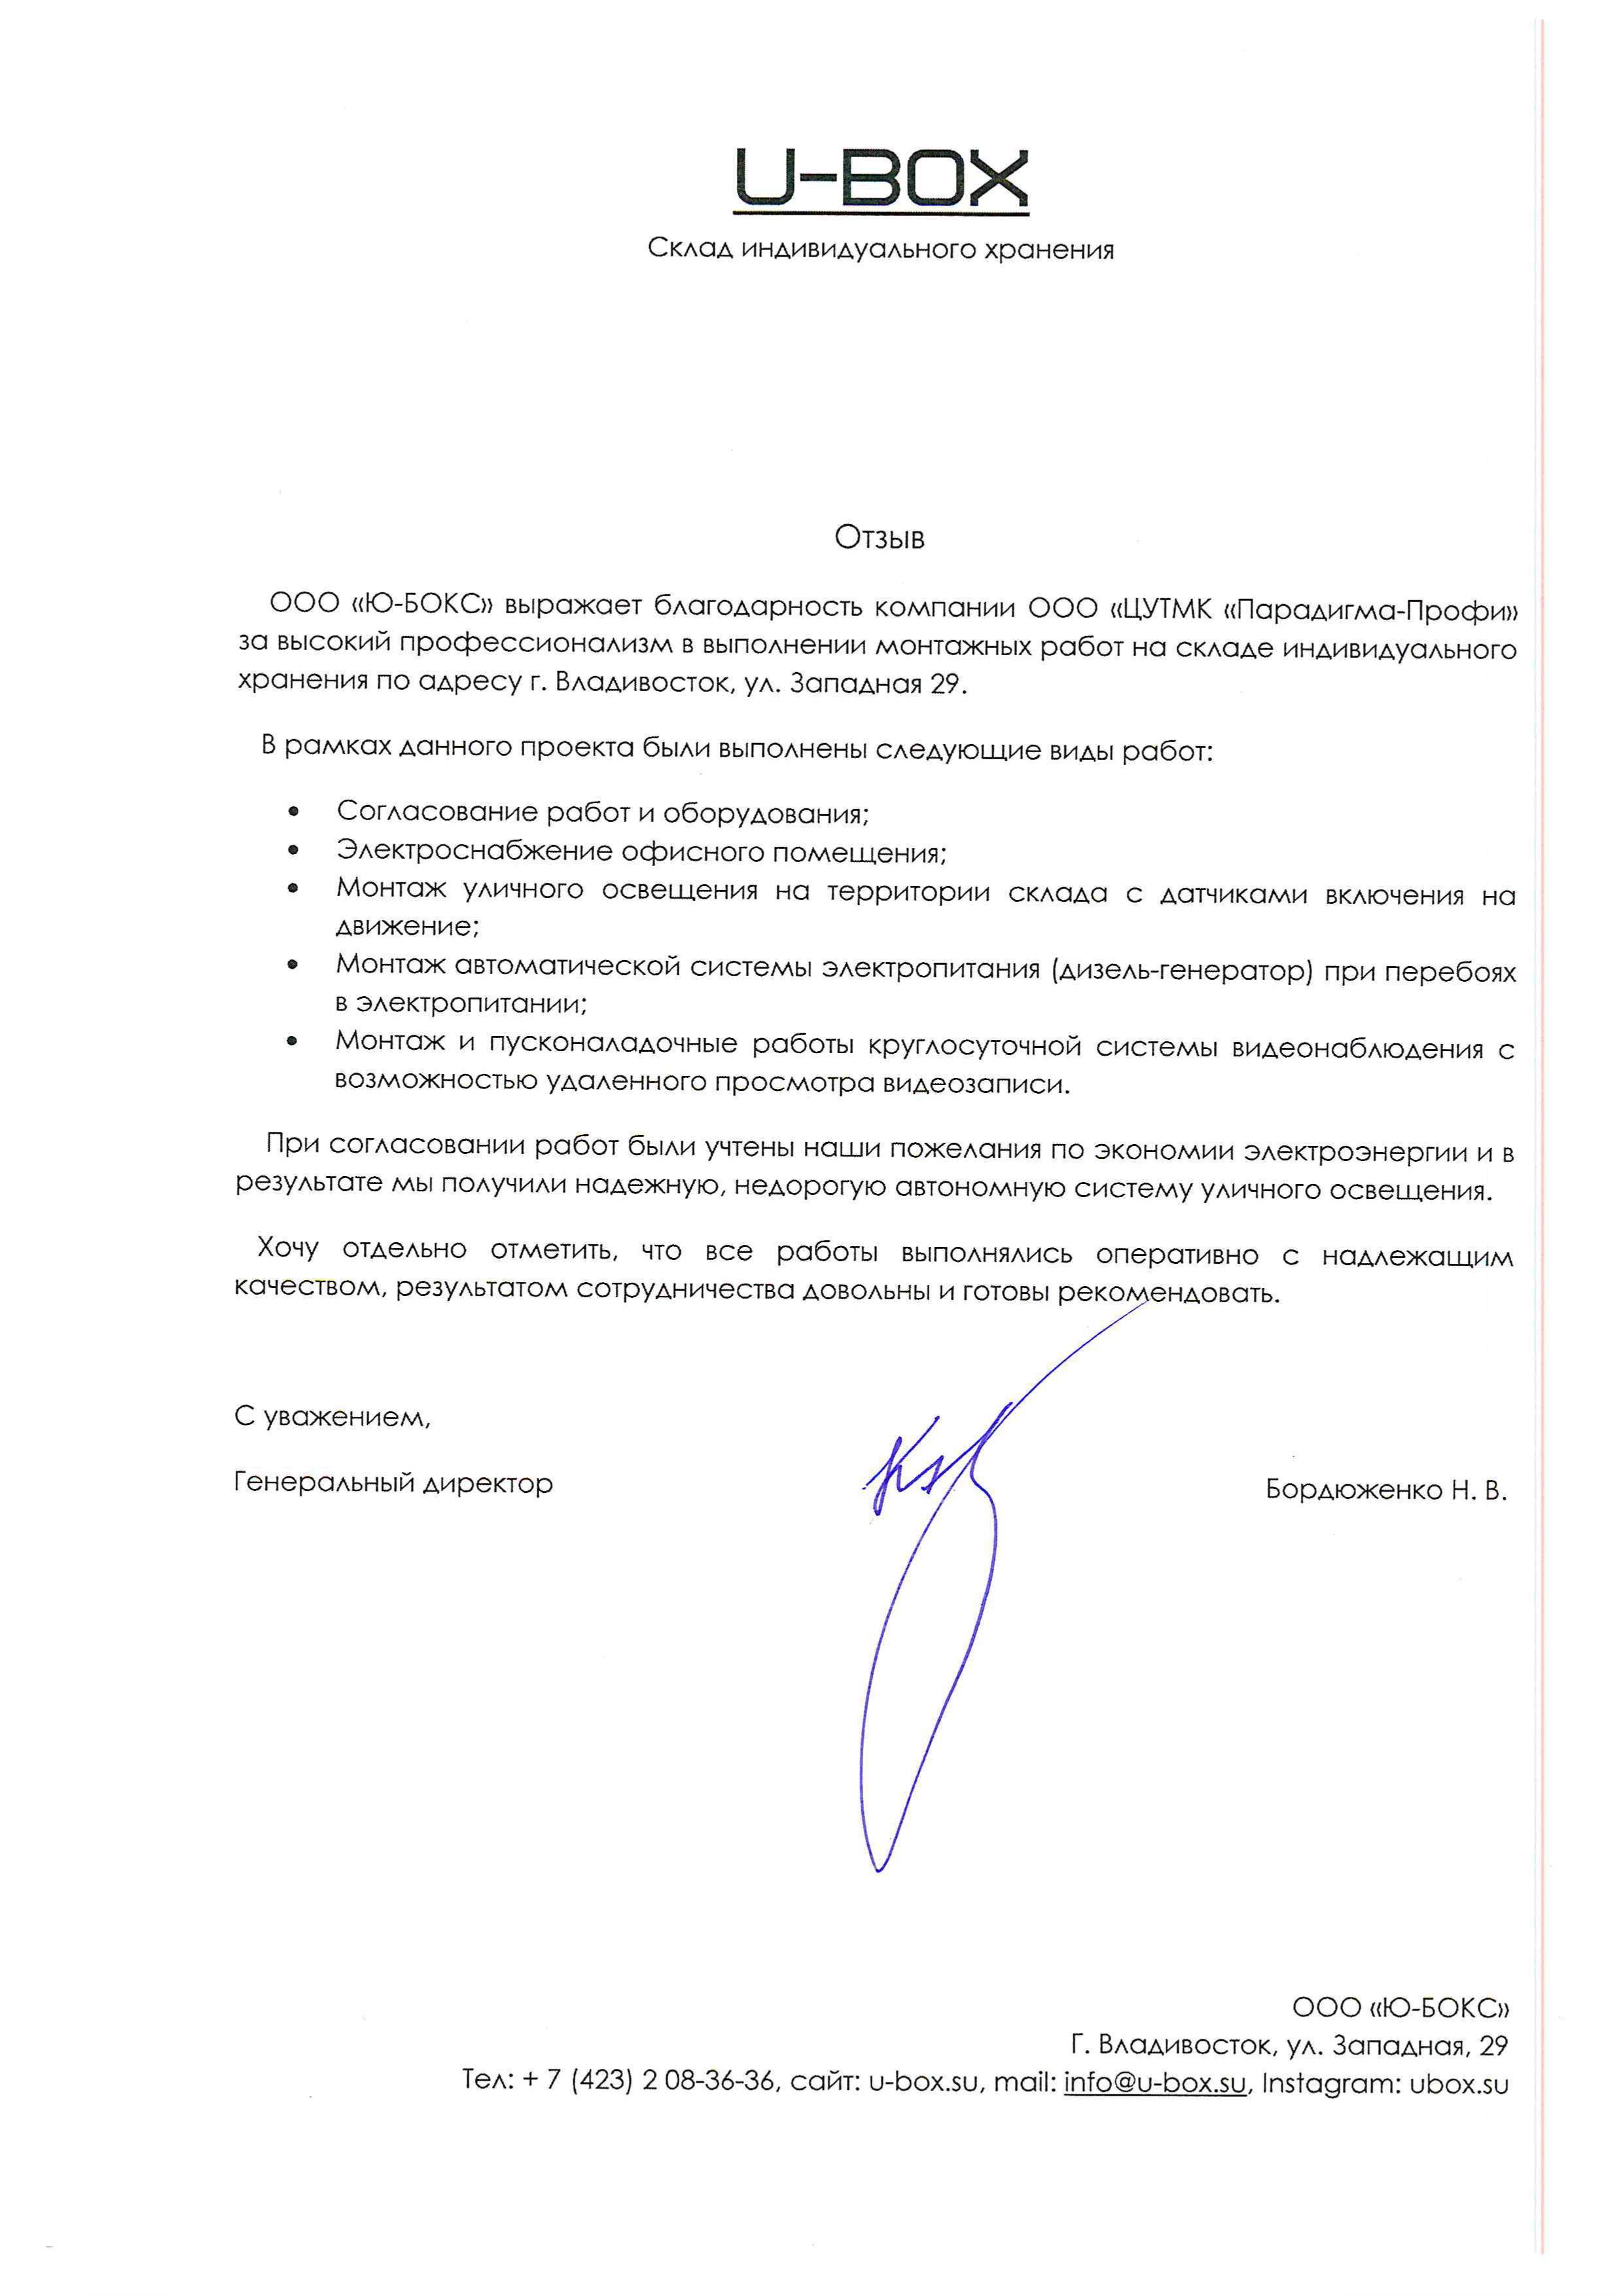 U-BOX
Склад индивидуального хранения
Отзыв
ООО «Ю-БОКС» выражает благодарность компании ООО «ЦУТМК «Парадигма-Профи»
за высокий профессионализм в выполнении монтажных работ на складе индивидуального
хранения по адресу г. Владивосток, ул. Западная 29.
В рамках данного проекта были выполнены следующие виды работ:
• Согласование работ и оборудования;
• Электроснабжение офисного помещения;
• Монтаж уличного освещения на территории склада с датчиками включения на
движение;
• Монтаж автоматической системы электропитания (дизель-генератор) при перебоях
в электропитании;
• Монтаж и пусконаладочные работы круглосуточной системы видеонаблюдения с
возможностью удаленного просмотра видеозаписи.
При согласовании работ были учтены наши пожелания по экономии электроэнергии и в
результате мы получили надежную, недорогую автономную систему уличного освещения.
Хочу отдельно отметить, что все работы выполнялись оперативно с надлежащим
качеством, результатом сотрудничества довольны и готовы рекомендовать.
С уважением,
Генеральный директор Бордюженко Н. В.
ООО «Ю-БОКС»
Г. Владивосток, ул. Западная, 29
Тел: + 7 (423) 2 08-36-36, сайт: u-box.su, mail: info@u-box.su, Instagram: ubox.su